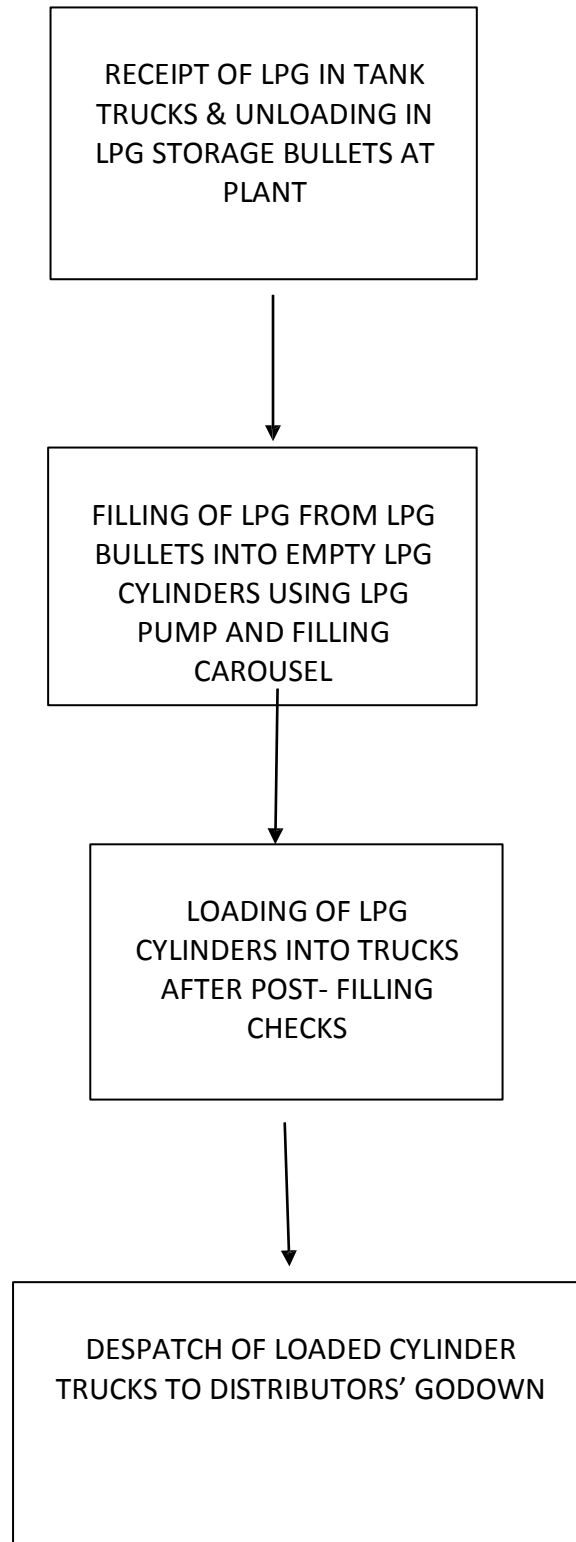 RECEIPT OF LPG IN TANK
TRUCKS & UNLOADING IN
LPG STORAGE BULLETS AT
PLANT
FILLING OF LPG FROM LPG
BULLETS INTO EMPTY LPG
CYLINDERS USING LPG
PUMP AND FILLING
CAROUSEL
LOADING OF LPG
CYLINDERS INTO TRUCKS
AFTER POST- FILLING
CHECKS
DESPATCH OF LOADED CYLINDER
TRUCKS TO DISTRIBUTORS’ GODOWN